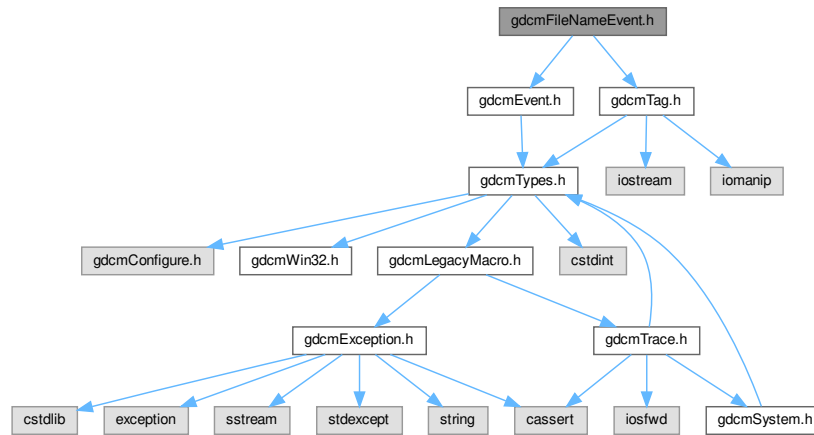 gdcmFileNameEvent.h
gdcmEvent.h
gdcmTag.h
gdcmTypes.h
iostream
iomanip
gdcmConfigure.h
gdcmWin32.h
gdcmLegacyMacro.h
cstdint
gdcmException.h
gdcmTrace.h
cstdlib
exception
sstream
stdexcept
string
cassert
iosfwd
gdcmSystem.h